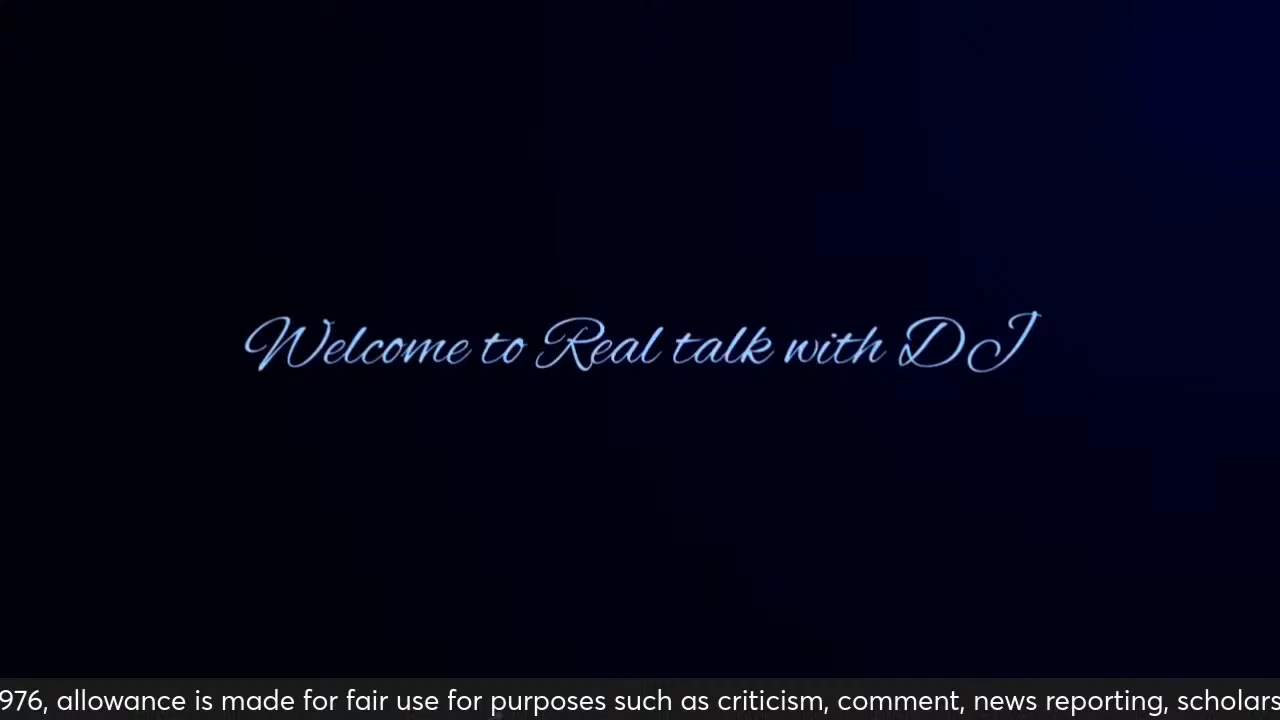 Welcome to Real talk with DJ
976, allowance is made for fair use for purposes such as criticism, comment, news reporting, scholars